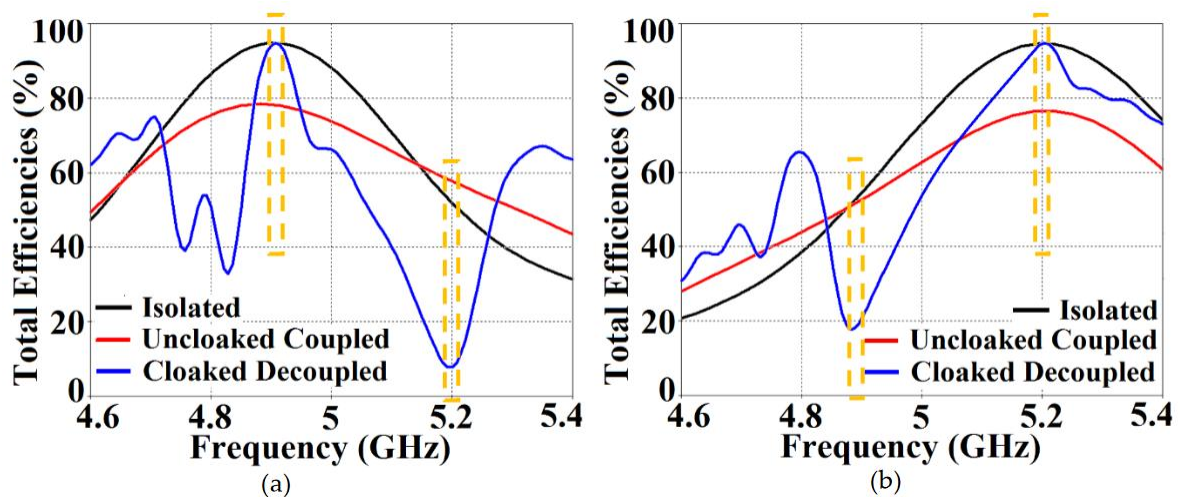 Total Efficiencies (%)
100
80
60
40
20
0
Isolated
Uncloaked Coupled
Cloaked Decoupled
4.6 4.8 5 5.2 5.4
Frequency (GHz)
(a)
Total Efficiencies (%)
100
80
60
40
20
0
Isolated
Uncloaked Coupled
Cloaked Decoupled
4.6 4.8 5 5.2 5.4
Frequency (GHz)
(b)